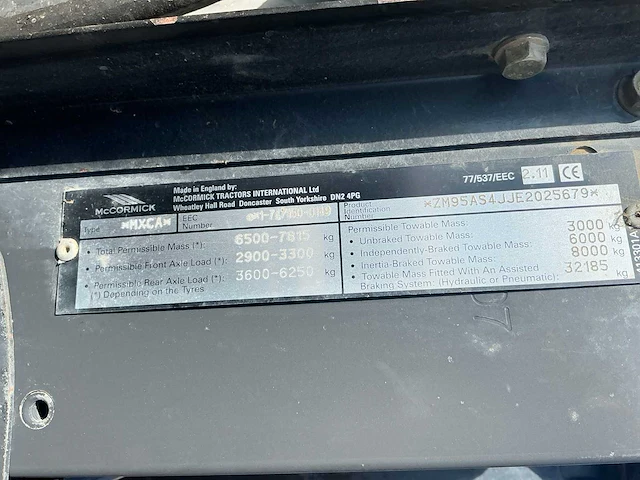 McCORMICK
Made in England by:
McCORMICK TRACTORS INTERNATIONAL Ltd
Wheatley Hall Road Doncaster South Yorkshire DN2 4PG
77/537/EEC 2.11 CE
Type *MXCA*
EEC Number
Product Identification Number *ZM95AS4JJE2025679*
• Total Permissible Mass (*): 6500-7815 kg
• Permissible Front Axle Load (*): 2900-3300 kg
• Permissible Rear Axle Load (*): 3600-6250 kg
(*) Depending on the Tyres
Permissible Towable Mass:
• Unbraked Towable Mass: 3000 kg
• Independently-Braked Towable Mass: 6000 kg
• Inertia-Braked Towable Mass: 8000 kg
• Towable Mass Fitted With An Assisted
Braking System: (Hydraulic or Pneumatic): 32185 kg